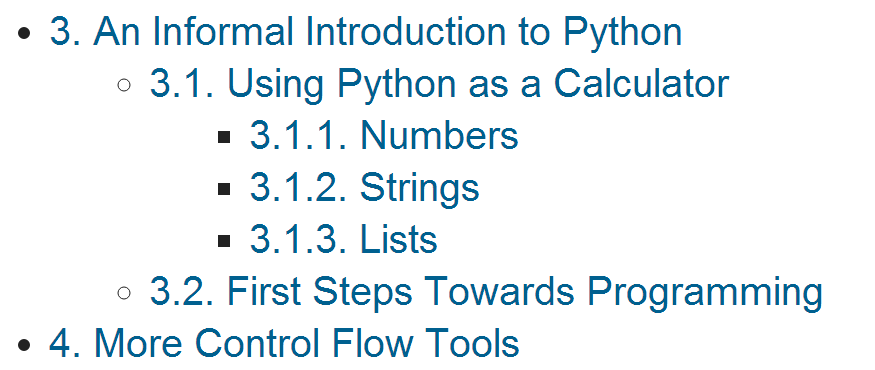 3. An Informal Introduction to Python
3.1. Using Python as a Calculator
3.1.1. Numbers
3.1.2. Strings
3.1.3. Lists
3.2. First Steps Towards Programming
4. More Control Flow Tools